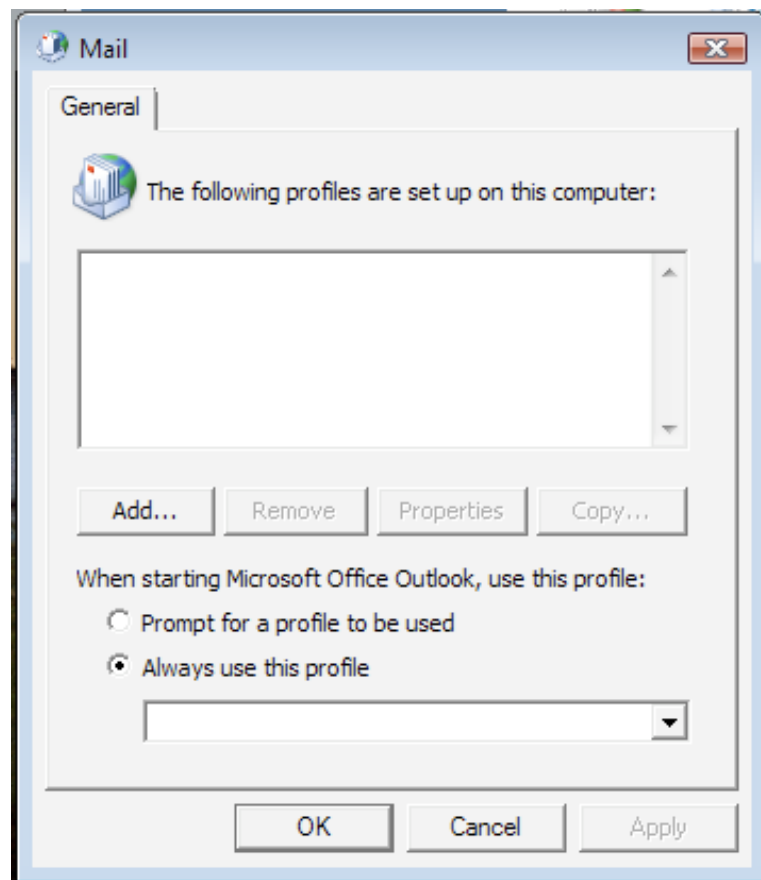 Mail
General
The following profiles are set up on this computer:
Add... Remove Properties Copy...
When starting Microsoft Office Outlook, use this profile:
Prompt for a profile to be used
Always use this profile
OK Cancel Apply